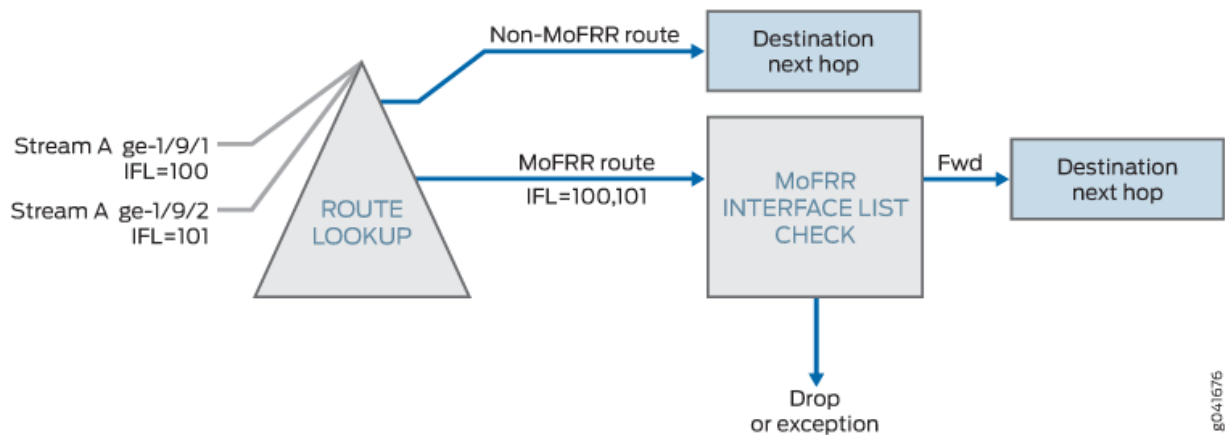 Non-MoFRR route
Destination
next hop
Stream A ge-1/9/1
IFL=100
Stream A ge-1/9/2
IFL=101
ROUTE
LOOKUP
MoFRR route
IFL=100,101
MoFRR
INTERFACE LIST
CHECK
Fwd
Destination
next hop
Drop
or exception
g041676